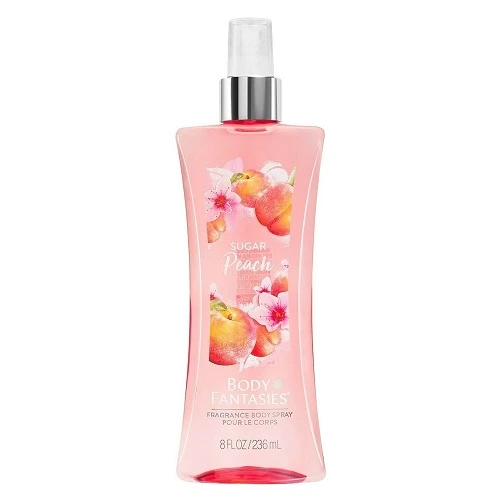 SUGAR
Peach
BODY
FANTASIES®
FRAGRANCE BODY SPRAY
POUR LE CORPS
8 FL OZ/236 mL